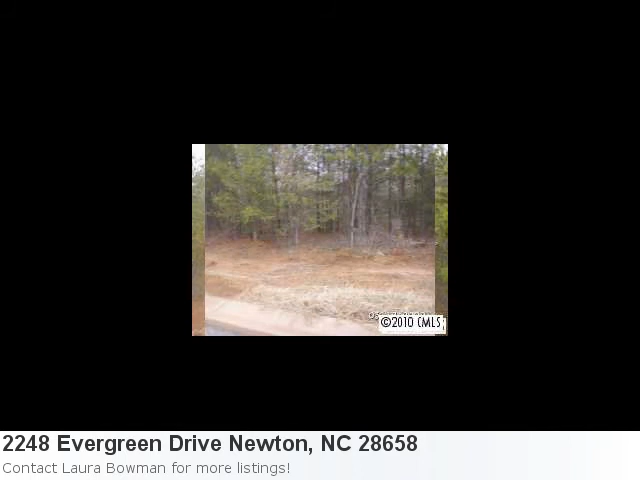 ©2010 CMLS
2248 Evergreen Drive Newton, NC 28658
Contact Laura Bowman for more listings!